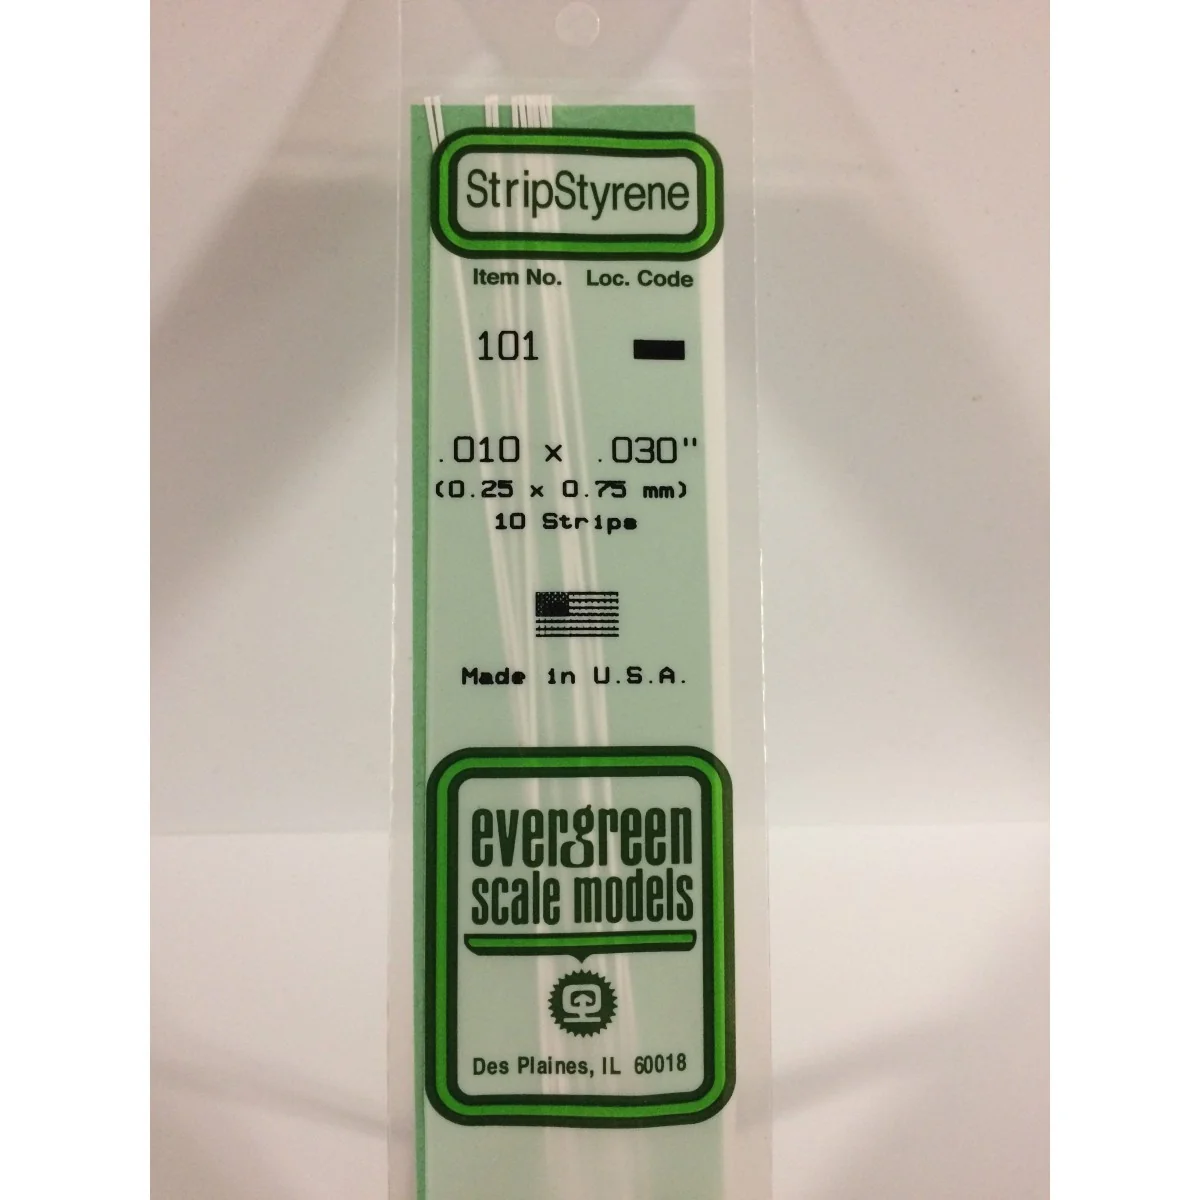 StripStyrene
Item No. Loc. Code
101
.010 x .030"
(0.25 x 0.75 mm)
10 Strips
Made in U.S.A.
evergreen
scale models
Des Plaines, IL 60018